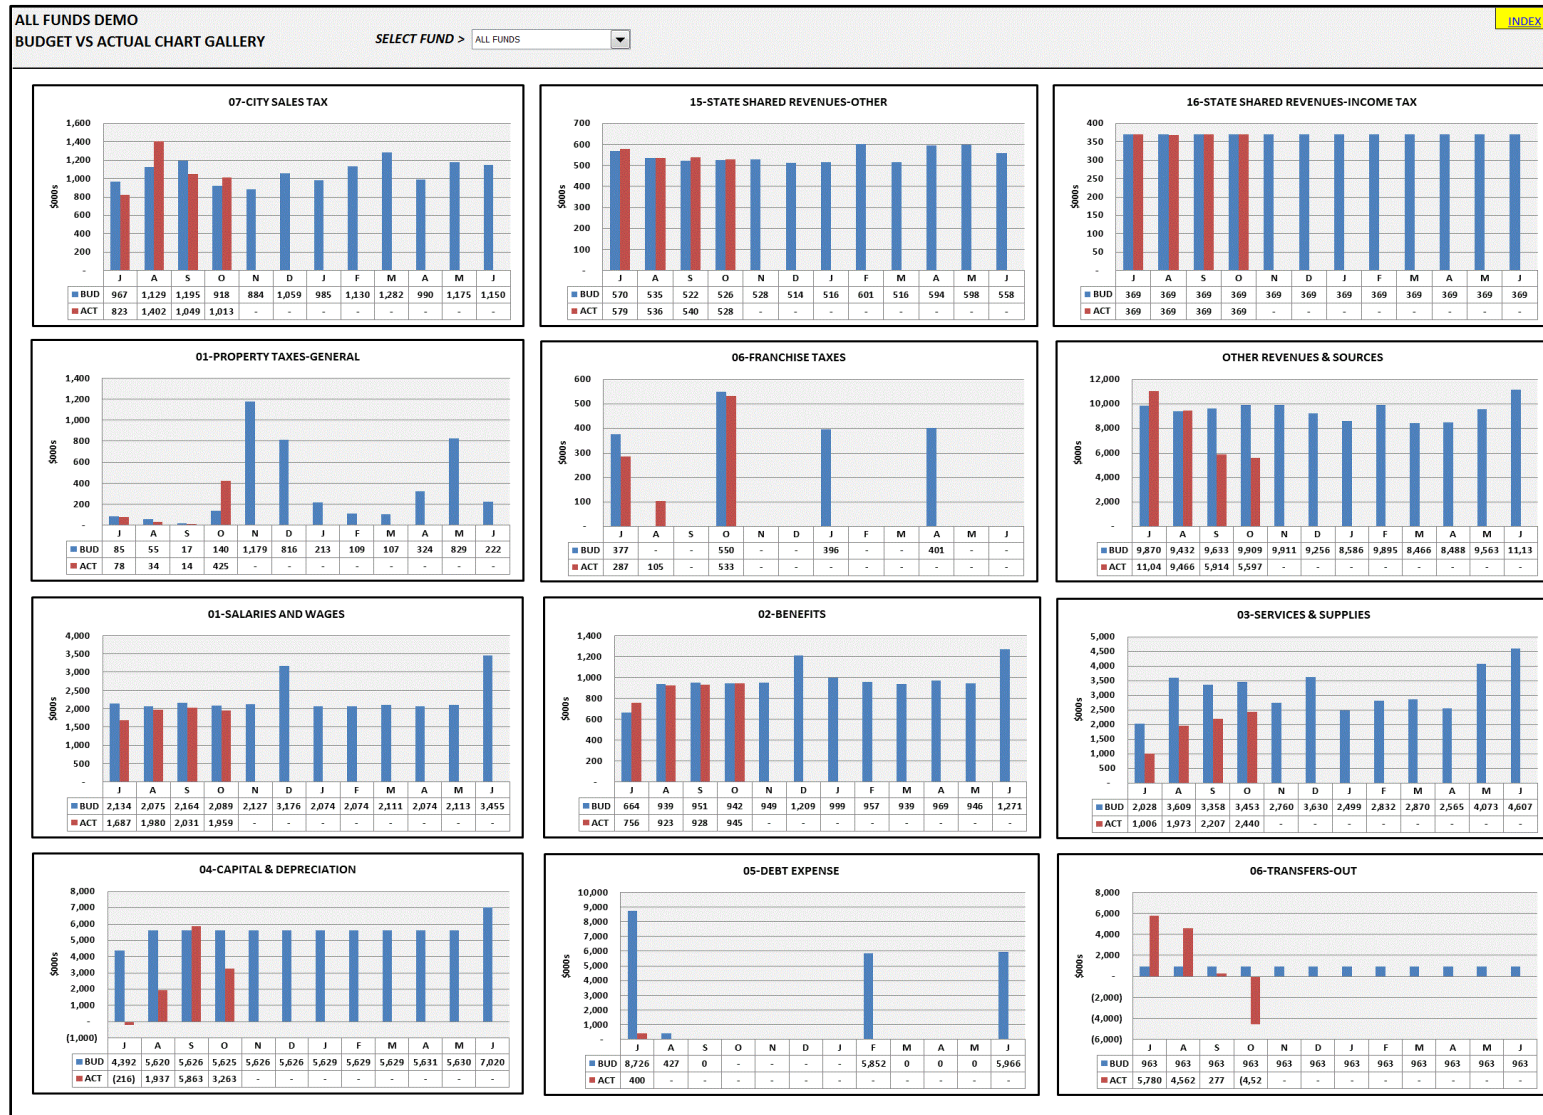 ALL FUNDS DEMO
BUDGET VS ACTUAL CHART GALLERY
SELECT FUND > ALL FUNDS
INDEX
07-CITY SALES TAX
$000s
1,600
1,400
1,200
1,000
800
600
400
200
-
J A S O N D J F M A M J
BUD 967 1,129 1,195 918 884 1,059 985 1,130 1,282 990 1,175 1,150
ACT 823 1,402 1,049 1,013 - - - - - - - -
15-STATE SHARED REVENUES-OTHER
$000s
700
600
500
400
300
200
100
-
J A S O N D J F M A M J
BUD 570 535 522 526 528 514 516 601 516 594 598 558
ACT 579 536 540 528 - - - - - - - -
16-STATE SHARED REVENUES-INCOME TAX
$000s
400
350
300
250
200
150
100
50
-
J A S O N D J F M A M J
BUD 369 369 369 369 369 369 369 369 369 369 369 369
ACT 369 369 369 369 - - - - - - - -
01-PROPERTY TAXES-GENERAL
$000s
1,400
1,200
1,000
800
600
400
200
-
J A S O N D J F M A M J
BUD 85 55 17 140 1,179 816 213 109 107 324 829 222
ACT 78 34 14 425 - - - - - - - -
06-FRANCHISE TAXES
$000s
600
500
400
300
200
100
-
J A S O N D J F M A M J
BUD 377 - - 550 - - 396 - - 401 - -
ACT 287 105 - 533 - - - - - - - -
OTHER REVENUES & SOURCES
$000s
12,000
10,000
8,000
6,000
4,000
2,000
-
J A S O N D J F M A M J
BUD 9,870 9,432 9,633 9,909 9,911 9,256 8,586 9,895 8,466 8,488 9,563 11,13
ACT 11,04 9,466 5,914 5,597 - - - - - - - -
01-SALARIES AND WAGES
$000s
4,000
3,500
3,000
2,500
2,000
1,500
1,000
500
-
J A S O N D J F M A M J
BUD 2,134 2,075 2,164 2,089 2,127 3,176 2,074 2,074 2,111 2,074 2,113 3,455
ACT 1,687 1,980 2,031 1,959 - - - - - - - -
02-BENEFITS
$000s
1,400
1,200
1,000
800
600
400
200
-
J A S O N D J F M A M J
BUD 664 939 951 942 949 1,209 999 957 939 969 946 1,271
ACT 756 923 928 945 - - - - - - - -
03-SERVICES & SUPPLIES
$000s
5,000
4,500
4,000
3,500
3,000
2,500
2,000
1,500
1,000
500
-
J A S O N D J F M A M J
BUD 2,028 3,609 3,358 3,453 2,760 3,630 2,499 2,832 2,870 2,565 4,073 4,607
ACT 1,006 1,973 2,207 2,440 - - - - - - - -
04-CAPITAL & DEPRECIATION
$000s
8,000
7,000
6,000
5,000
4,000
3,000
2,000
1,000
-
(1,000)
J A S O N D J F M A M J
BUD 4,392 5,620 5,626 5,625 5,626 5,626 5,629 5,629 5,629 5,631 5,630 7,020
ACT (216) 1,937 5,863 3,263 - - - - - - - -
05-DEBT EXPENSE
$000s
10,000
9,000
8,000
7,000
6,000
5,000
4,000
3,000
2,000
1,000
-
J A S O N D J F M A M J
BUD 8,726 427 0 - - - - 5,852 0 0 0 5,966
ACT 400 - - - - - - - - - - -
06-TRANSFERS-OUT
$000s
8,000
6,000
4,000
2,000
-
(2,000)
(4,000)
(6,000)
J A S O N D J F M A M J
BUD 963 963 963 963 963 963 963 963 963 963 963 963
ACT 5,780 4,562 277 (4,52 - - - - - - - -